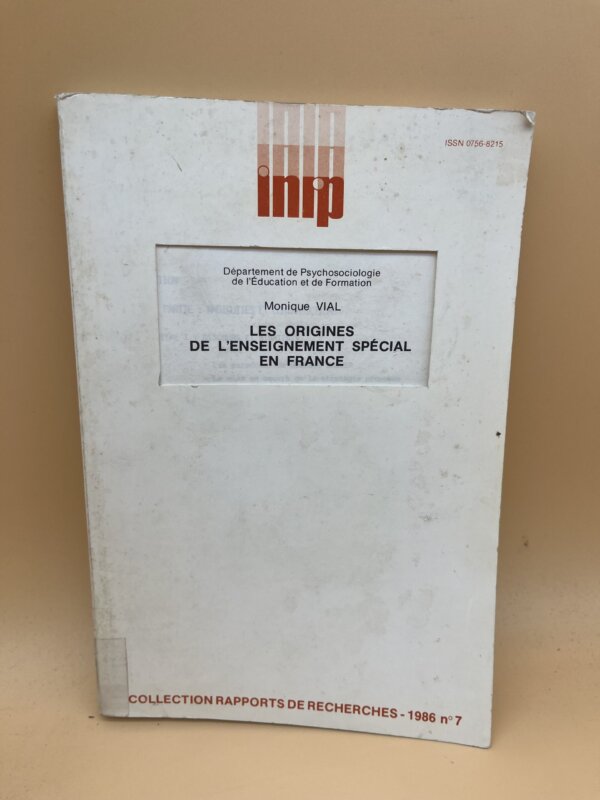 inrp
ISSN 0756-8215
Département de Psychosociologie
de l'Éducation et de Formation
Monique VIAL
LES ORIGINES
DE L'ENSEIGNEMENT SPÉCIAL
EN FRANCE
COLLECTION RAPPORTS DE RECHERCHES - 1986 n° 7